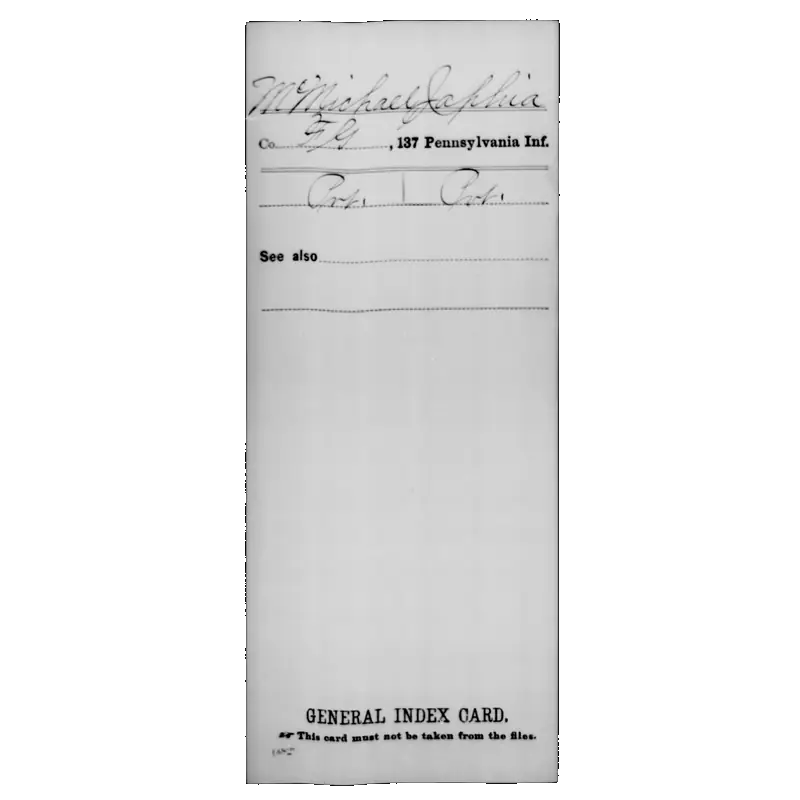 McMichael Japhia
Co. F, G, 137 Pennsylvania Inf.
Pvt. | Pvt.
See also
GENERAL INDEX CARD.
☞ This card must not be taken from the files.